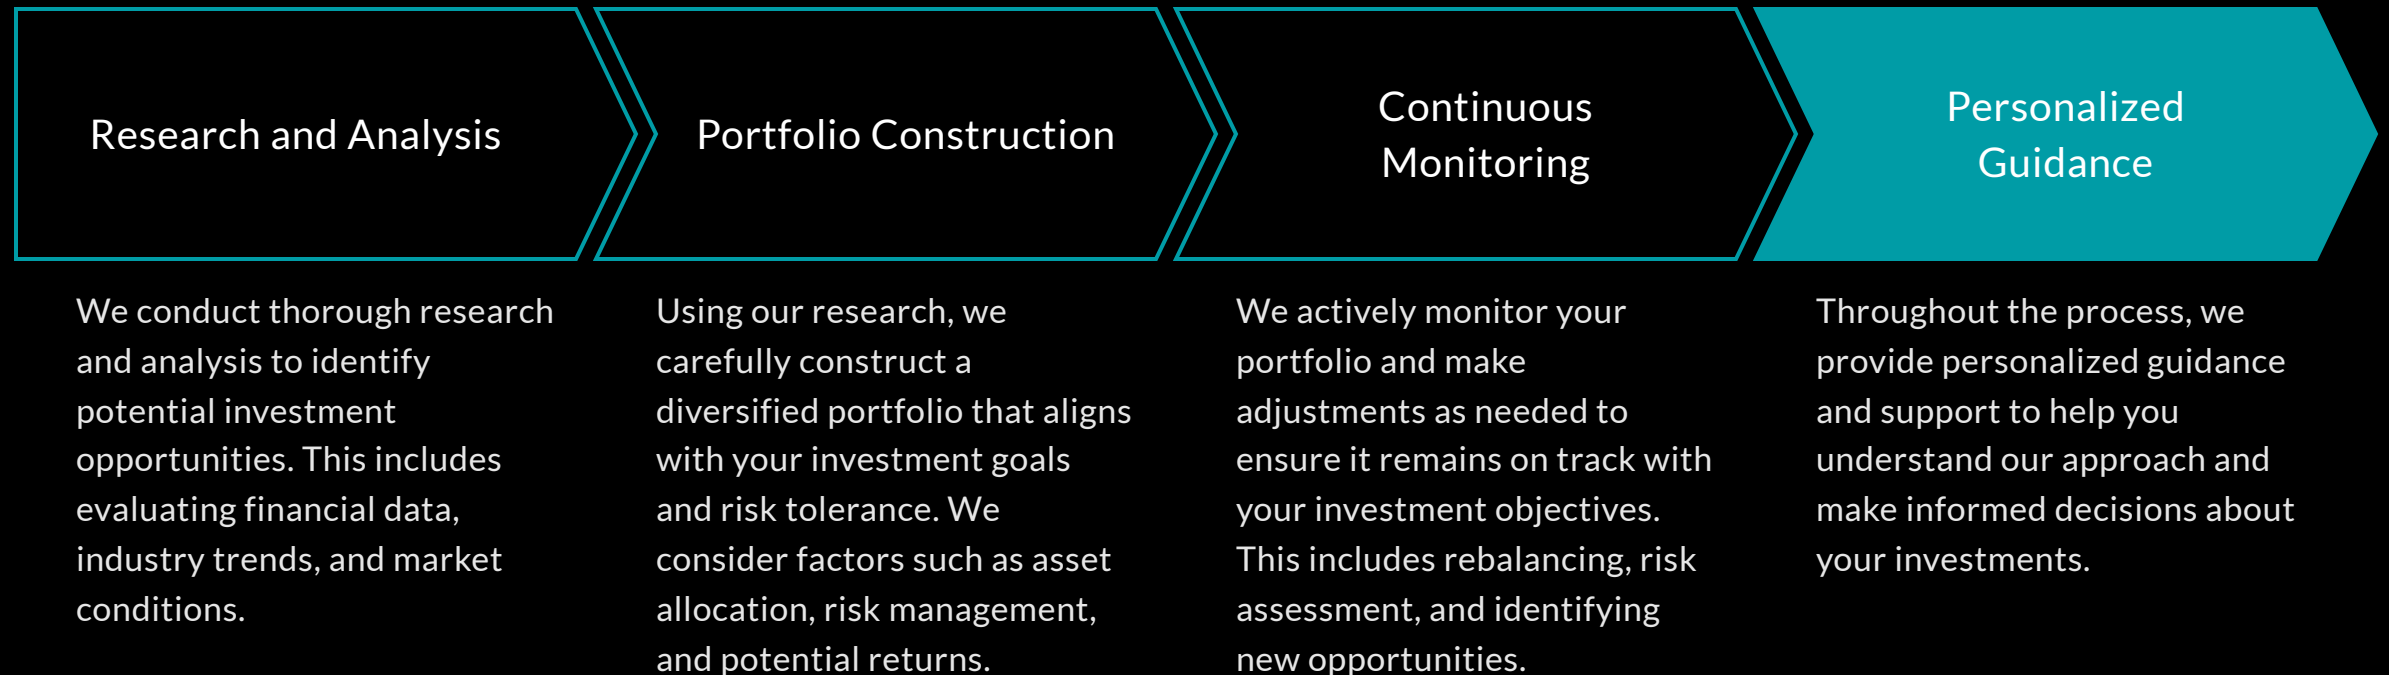 Research and Analysis
Portfolio Construction
Continuous
Monitoring
Personalized
Guidance
We conduct thorough research
and analysis to identify
potential investment
opportunities. This includes
evaluating financial data,
industry trends, and market
conditions.
Using our research, we
carefully construct a
diversified portfolio that aligns
with your investment goals
and risk tolerance. We
consider factors such as asset
allocation, risk management,
and potential returns.
We actively monitor your
portfolio and make
adjustments as needed to
ensure it remains on track with
your investment objectives.
This includes rebalancing, risk
assessment, and identifying
new opportunities.
Throughout the process, we
provide personalized guidance
and support to help you
understand our approach and
make informed decisions about
your investments.